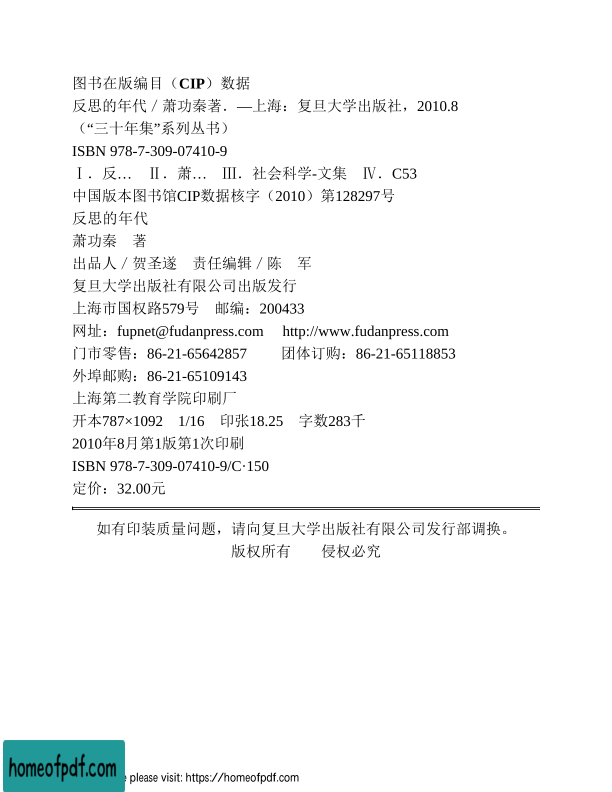 图书在版编目（CIP）数据
反思的年代／萧功秦著．—上海：复旦大学出版社，2010.8
（“三十年集”系列丛书）
ISBN 978-7-309-07410-9
Ⅰ．反…　Ⅱ．萧…　Ⅲ．社会科学-文集　Ⅳ．C53
中国版本图书馆CIP数据核字（2010）第128297号
反思的年代
萧功秦　著
出品人／贺圣遂　责任编辑／陈　军
复旦大学出版社有限公司出版发行
上海市国权路579号　邮编：200433
网址：fupnet@fudanpress.com　http://www.fudanpress.com
门市零售：86-21-65642857　　团体订购：86-21-65118853
外埠邮购：86-21-65109143
上海第二教育学院印刷厂
开本787×1092　1/16　印张18.25　字数283千
2010年8月第1版第1次印刷
ISBN 978-7-309-07410-9/C·150
定价：32.00元
如有印装质量问题，请向复旦大学出版社有限公司发行部调换。
版权所有　　侵权必究
homeofpdf.com
please visit: https://homeofpdf.com